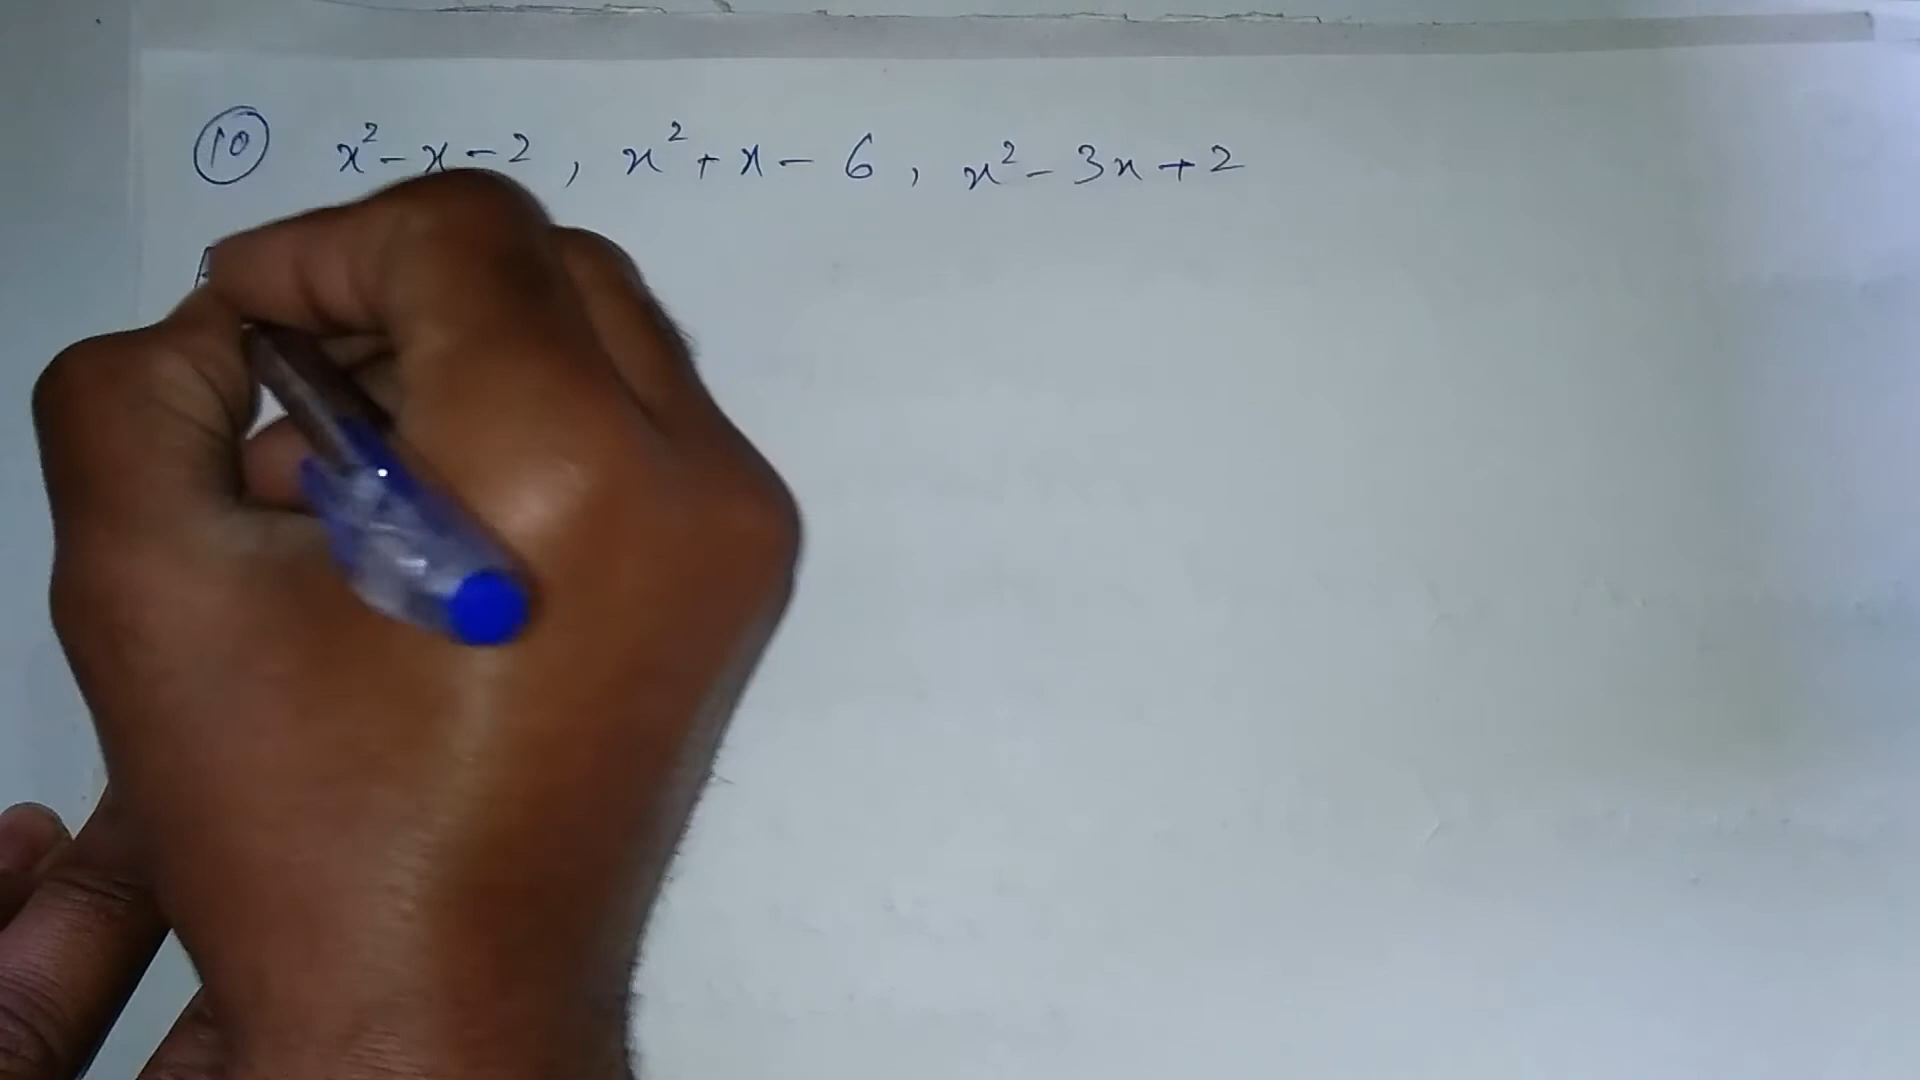 10 x² - x - 2 , x² + x - 6 , x² - 3x + 2